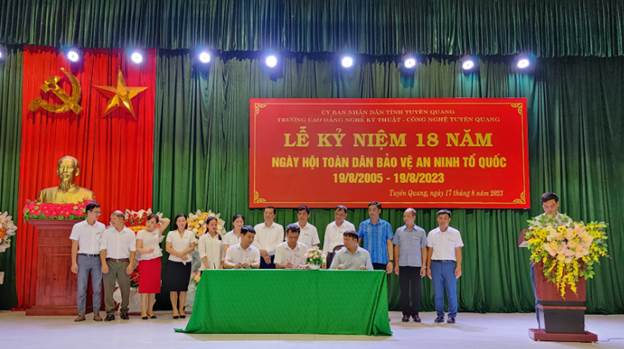 ỦY BAN NHÂN DÂN TỈNH TUYÊN QUANG
TRƯỜNG CAO ĐẲNG NGHỀ KỸ THUẬT - CÔNG NGHỆ TUYÊN QUANG
LỄ KỶ NIỆM 18 NĂM
NGÀY HỘI TOÀN DÂN BẢO VỆ AN NINH TỔ QUỐC
19/8/2005 - 19/8/2023
Tuyên Quang, ngày 17 tháng 8 năm 2023